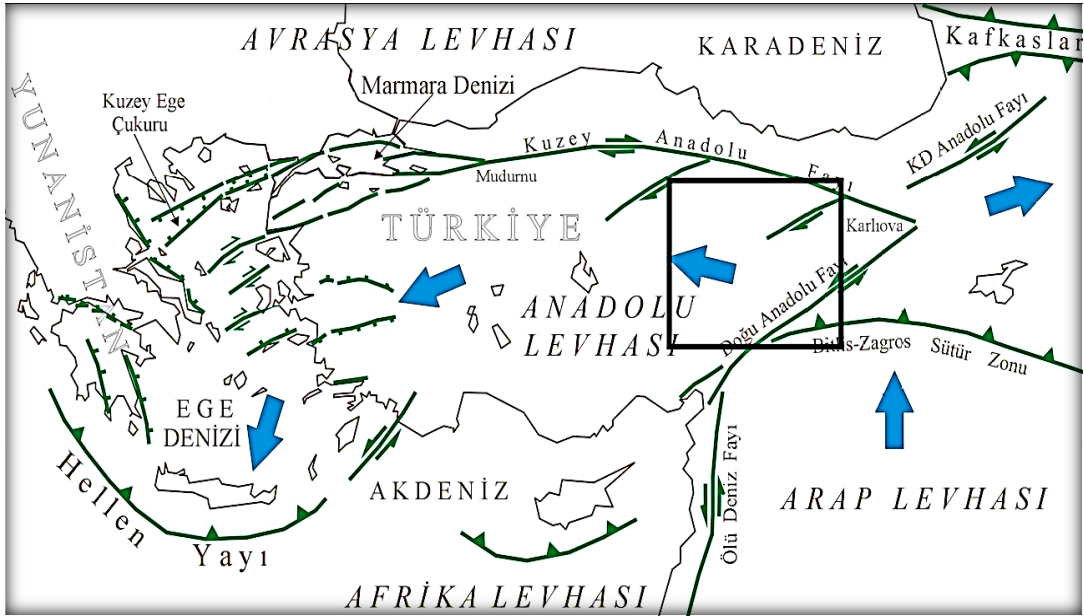 AVRASYA LEVHASI
KARADENİZ
Kafkaslar
Marmara Denizi
YUNANİSTAN
Kuzey Ege
Çukuru
Kuzey Anadolu Fayı
KD Anadolu Fayı
Mudurnu
TÜRKİYE
Karlıova
ANADOLU
LEVHASI
Doğu Anadolu Fayı
Bitlis-Zagros Sütür Zonu
EGE
DENİZİ
Hellen Yayı
AKDENİZ
Ölü Deniz Fayı
ARAP LEVHASI
AFRİKA LEVHASI